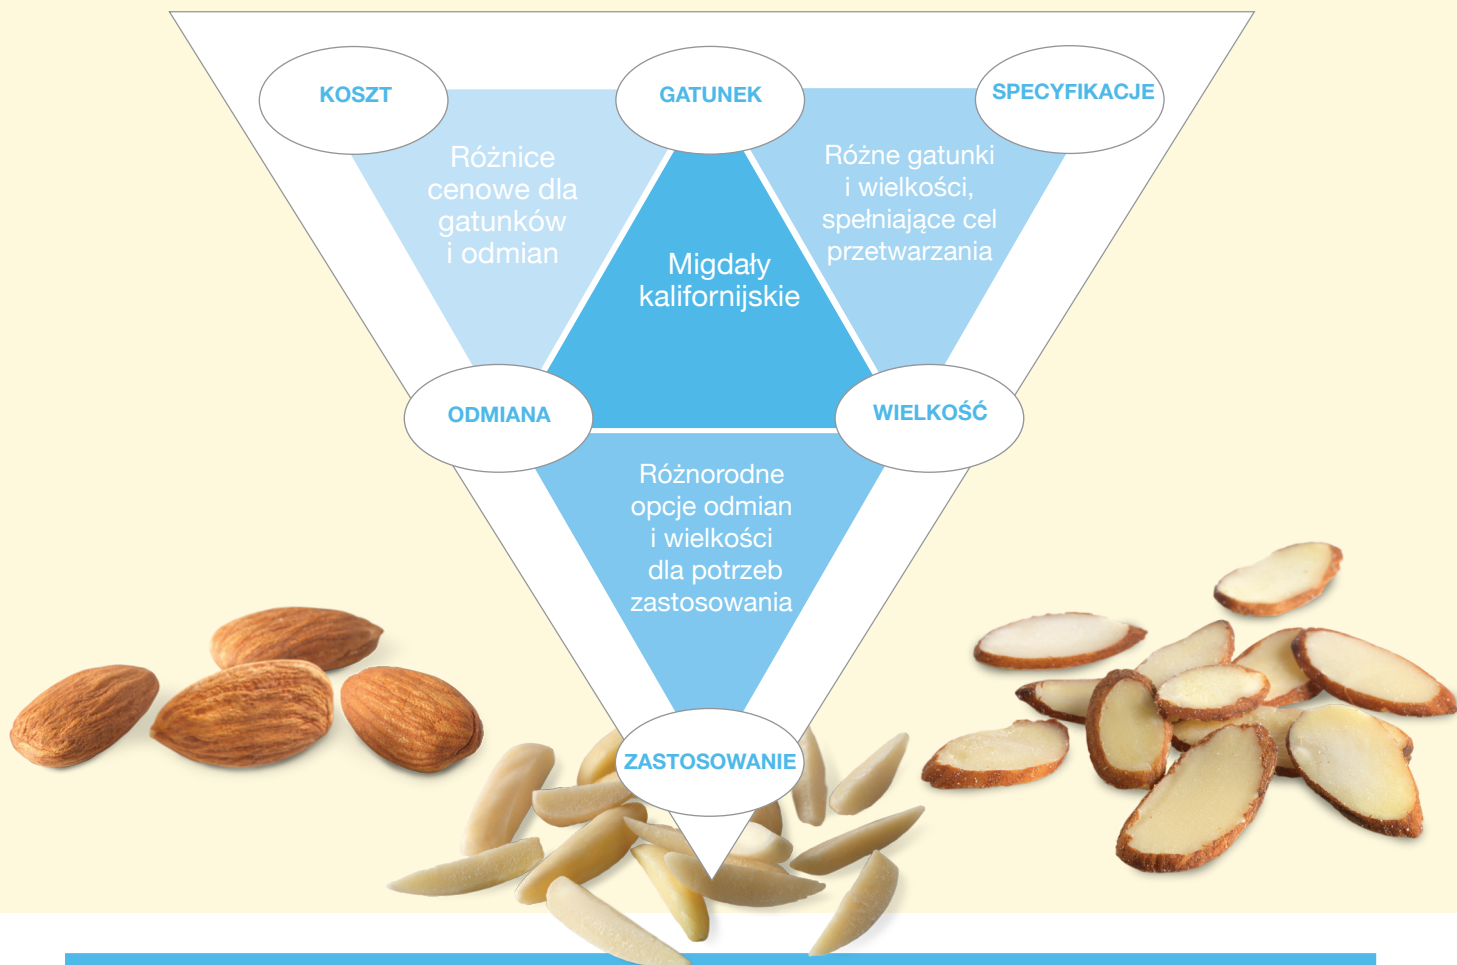 KOSZT
GATUNEK
SPECYFIKACJE
Różnice
cenowe dla
gatunków
i odmian
Różne gatunki
i wielkości,
spełniające cel
przetwarzania
Migdały
kalifornijskie
ODMIANA
WIELKOŚĆ
Różnorodne
opcje odmian
i wielkości
dla potrzeb
zastosowania
ZASTOSOWANIE